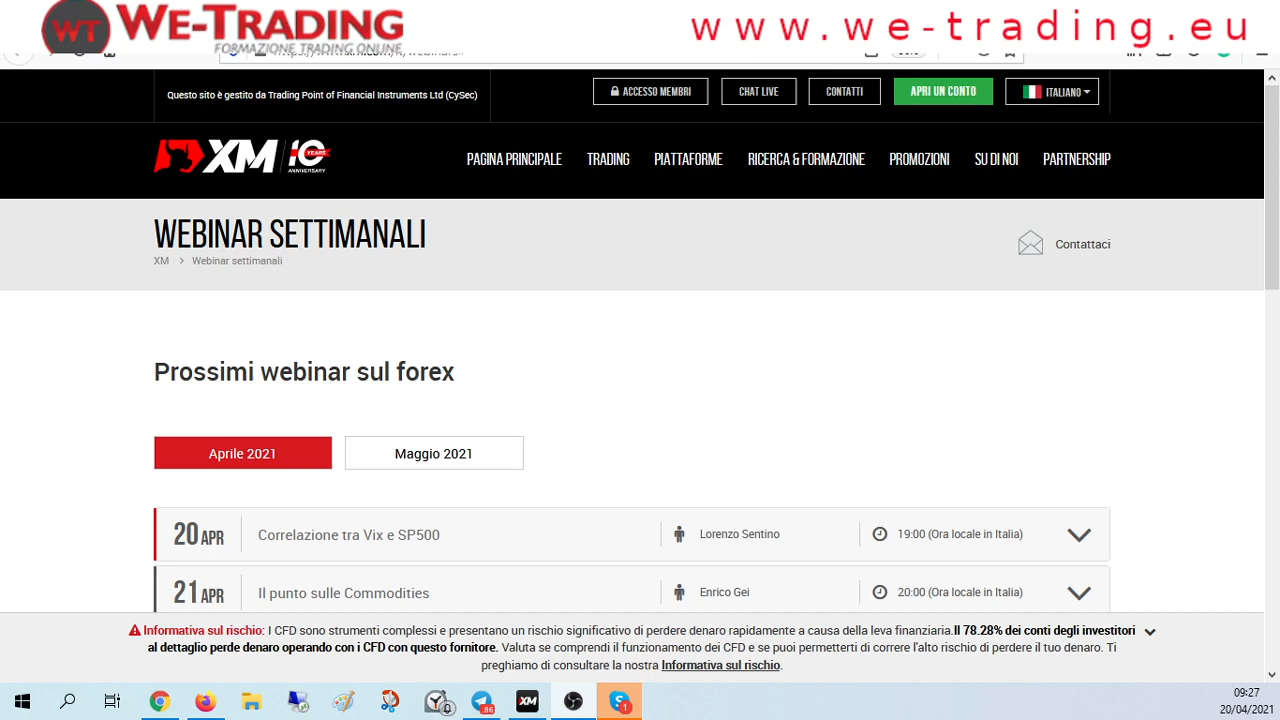 WT
WE-TRADING
FORMAZIONE TRADING ONLINE
www.we-trading.eu
Questo sito è gestito da Trading Point of Financial Instruments Ltd (CySec)
ACCESSO MEMBRI
CHAT LIVE
CONTATTI
APRI UN CONTO
ITALIANO
XM
10 YEARS
ANNIVERSARY
PAGINA PRINCIPALE
TRADING
PIATTAFORME
RICERCA & FORMAZIONE
PROMOZIONI
SU DI NOI
PARTNERSHIP
WEBINAR SETTIMANALI
XM > Webinar settimanali
Contattaci
Prossimi webinar sul forex
Aprile 2021
Maggio 2021
20 APR
Correlazione tra Vix e SP500
Lorenzo Sentino
19:00 (Ora locale in Italia)
21 APR
Il punto sulle Commodities
Enrico Gei
20:00 (Ora locale in Italia)
Informativa sul rischio: I CFD sono strumenti complessi e presentano un rischio significativo di perdere denaro rapidamente a causa della leva finanziaria.Il 78.28% dei conti degli investitori
al dettaglio perde denaro operando con i CFD con questo fornitore. Valuta se comprendi il funzionamento dei CFD e se puoi permetterti di correre l'alto rischio di perdere il tuo denaro. Ti
preghiamo di consultare la nostra Informativa sul rischio.
86
XM
1
09:27
20/04/2021